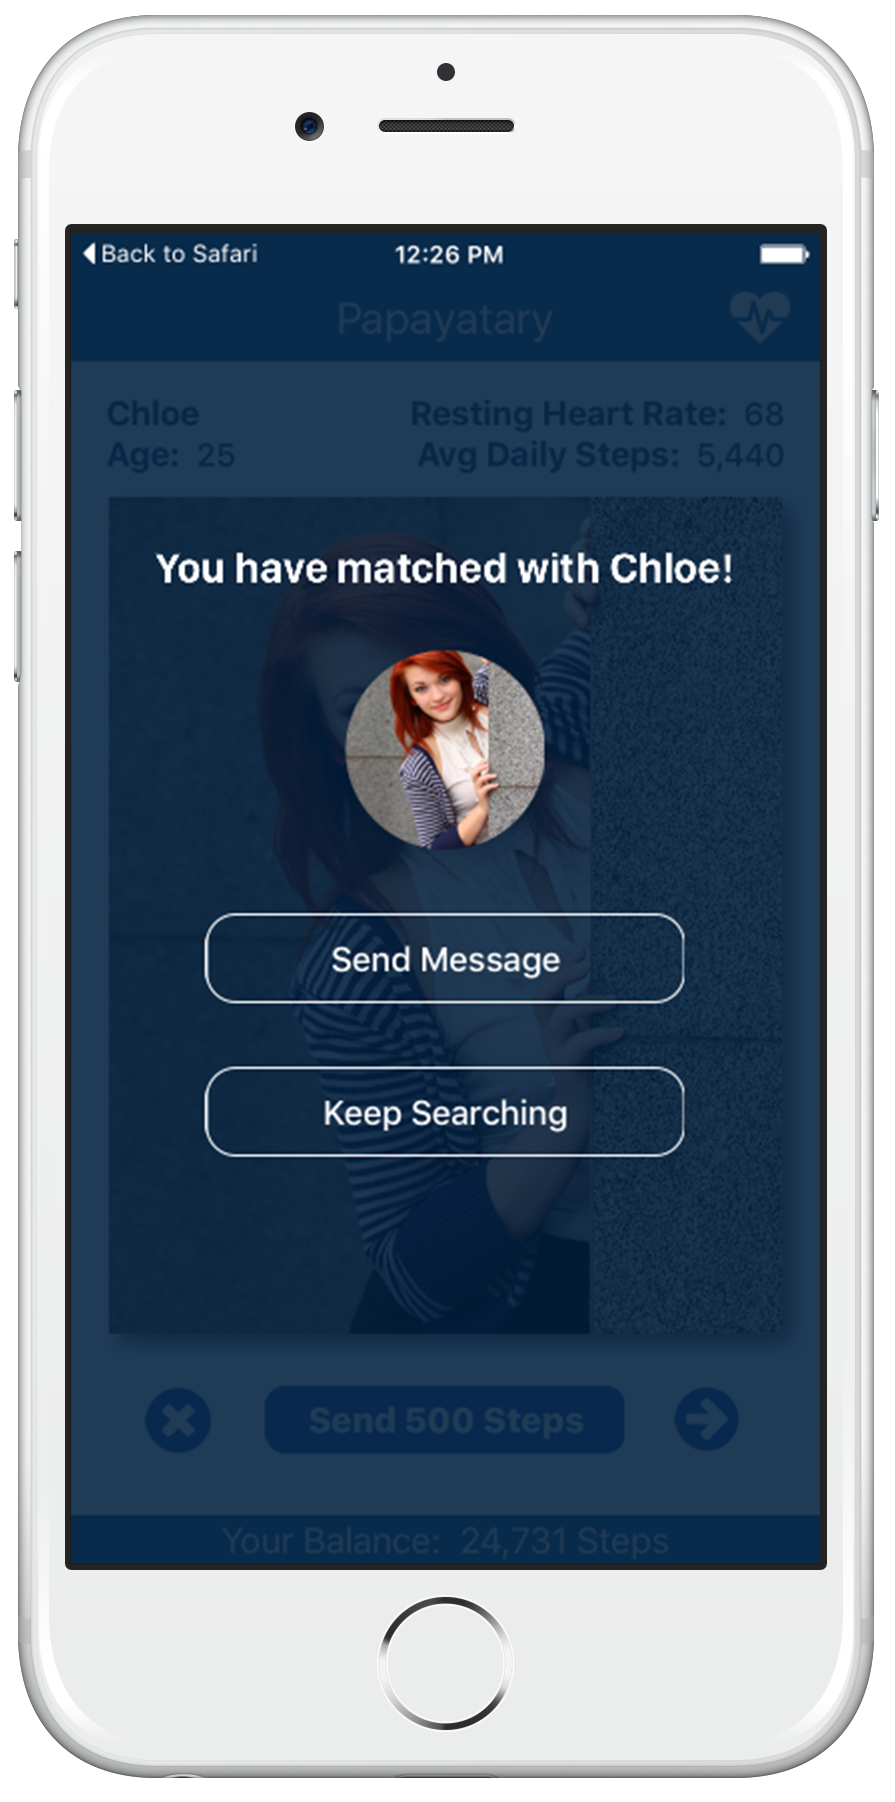 Back to Safari 12:26 PM
Papayatary
Chloe Resting Heart Rate: 68
Age: 25 Avg Daily Steps: 5,440
You have matched with Chloe!
Send Message
Keep Searching
Send 500 Steps
Your Balance: 24,731 Steps